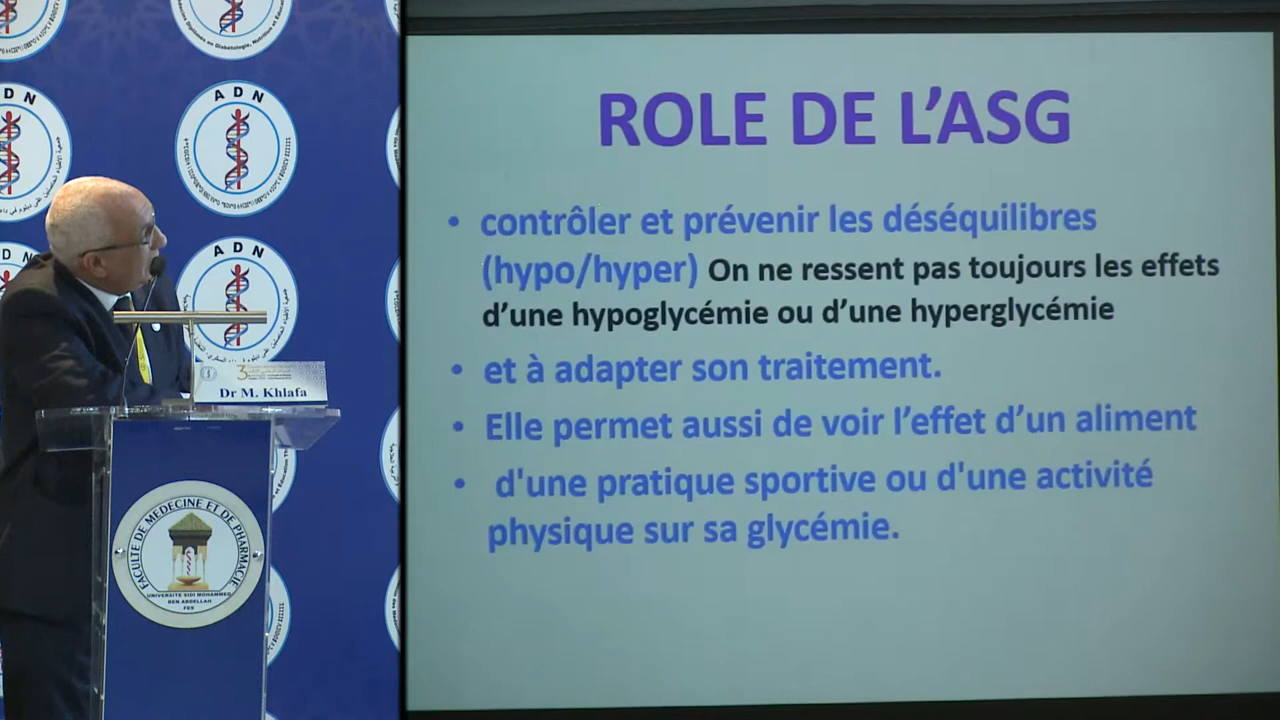 ROLE DE L’ASG
• contrôler et prévenir les déséquilibres
(hypo/hyper) On ne ressent pas toujours les effets
d’une hypoglycémie ou d’une hyperglycémie
• et à adapter son traitement.
• Elle permet aussi de voir l’effet d’un aliment
• d'une pratique sportive ou d'une activité
physique sur sa glycémie.
ADN
ADN
ADN
Dr M. Khlafa
FACULTE DE MEDECINE ET DE PHARMACIE
UNIVERSITE SIDI MOHAMMED
BEN ABDELLAH
FES